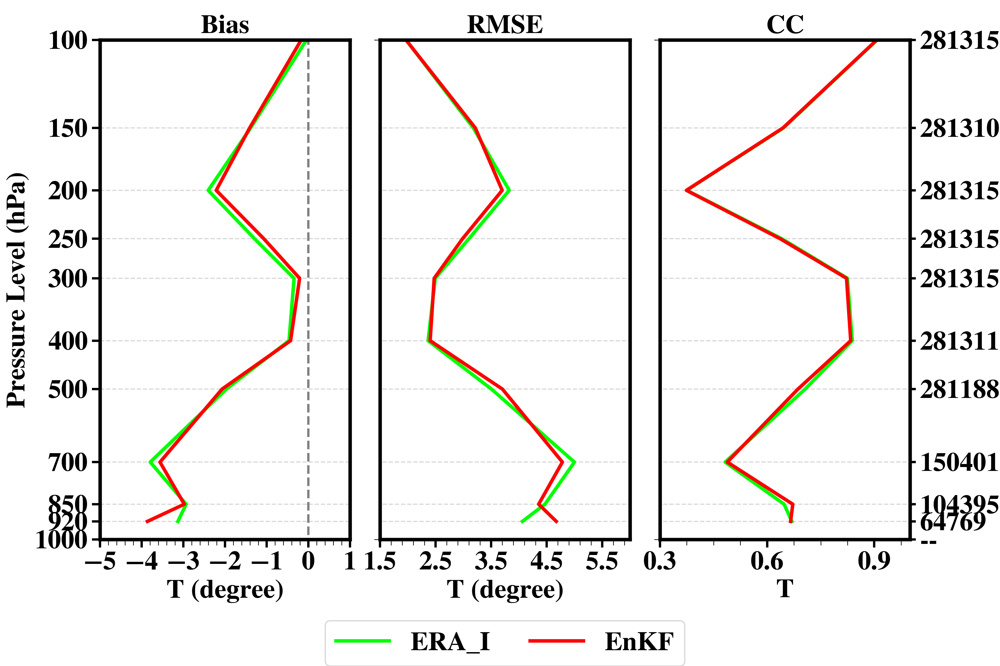 Bias RMSE CC
Pressure Level (hPa)
100 281315
150 281310
200 281315
250 281315
300 281315
400 281311
500 281188
700 150401
850 104395
920 64769
1000 --
−5 −4 −3 −2 −1 0 1 1.5 2.5 3.5 4.5 5.5 0.3 0.6 0.9
T (degree) T (degree) T
ERA_I EnKF